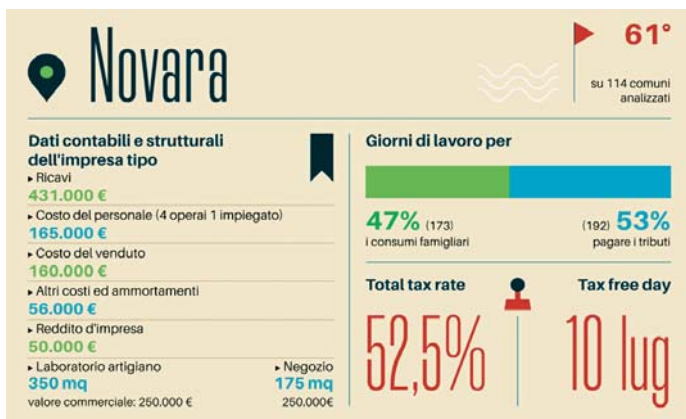 Novara
61°
su 114 comuni
analizzati
Dati contabili e strutturali
dell'impresa tipo
▸ Ricavi
431.000 €
▸ Costo del personale (4 operai 1 impiegato)
165.000 €
▸ Costo del venduto
160.000 €
▸ Altri costi ed ammortamenti
56.000 €
▸ Reddito d'impresa
50.000 €
▸ Laboratorio artigiano ▸ Negozio
350 mq 175 mq
valore commerciale: 250.000 € 250.000€
Giorni di lavoro per
47% (173) (192) 53%
i consumi famigliari pagare i tributi
Total tax rate Tax free day
52,5% 10 lug